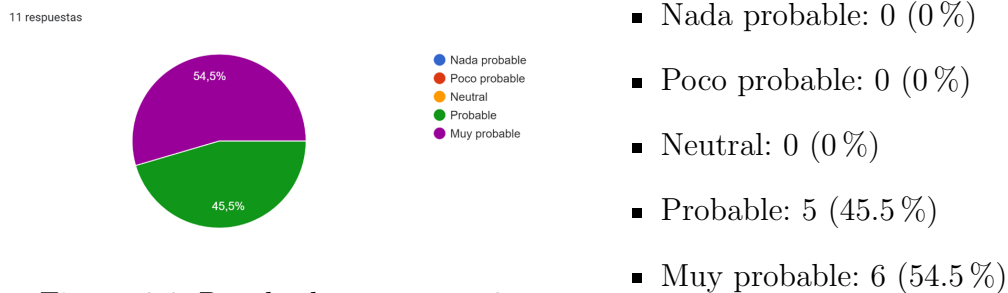 11 respuestas
54,5%
45,5%
Nada probable
Poco probable
Neutral
Probable
Muy probable
▪ Nada probable: 0 (0 %)
▪ Poco probable: 0 (0 %)
▪ Neutral: 0 (0 %)
▪ Probable: 5 (45.5 %)
▪ Muy probable: 6 (54.5 %)